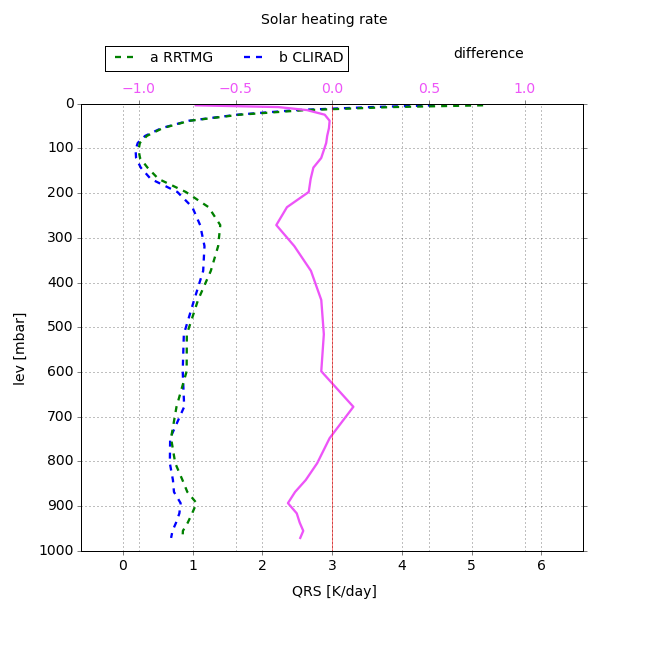 Solar heating rate
a RRTMG b CLIRAD difference
−1.0 −0.5 0.0 0.5 1.0
0
100
200
300
400
500
600
700
800
900
1000
lev [mbar]
0 1 2 3 4 5 6
QRS [K/day]